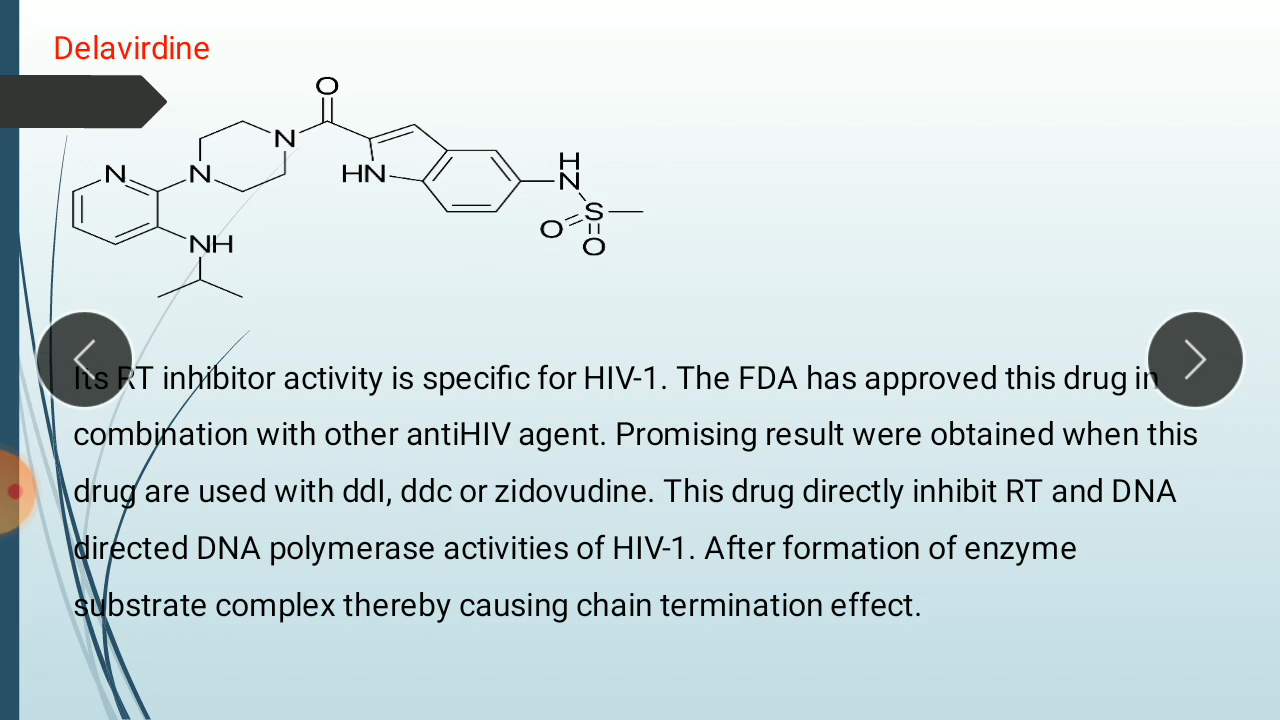 Delavirdine
O
N
N
N
HN
H
N
S
O
O
NH
Its RT inhibitor activity is specific for HIV-1. The FDA has approved this drug in
combination with other antiHIV agent. Promising result were obtained when this
drug are used with ddI, ddc or zidovudine. This drug directly inhibit RT and DNA
directed DNA polymerase activities of HIV-1. After formation of enzyme
substrate complex thereby causing chain termination effect.